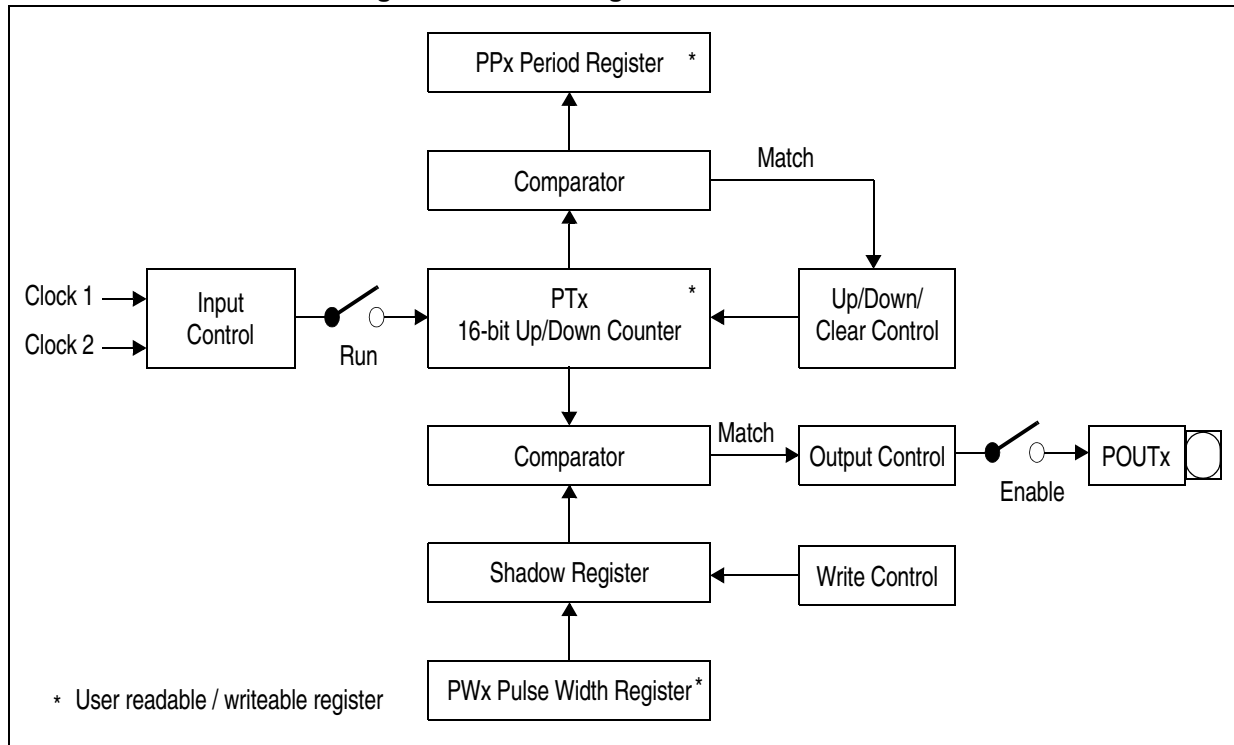 PPx Period Register *
Comparator
Match
Clock 1
Clock 2
Input
Control
Run
PTx *
16-bit Up/Down Counter
Up/Down/
Clear Control
Comparator
Match
Output Control
Enable
POUTx
Shadow Register
Write Control
PWx Pulse Width Register *
* User readable / writeable register